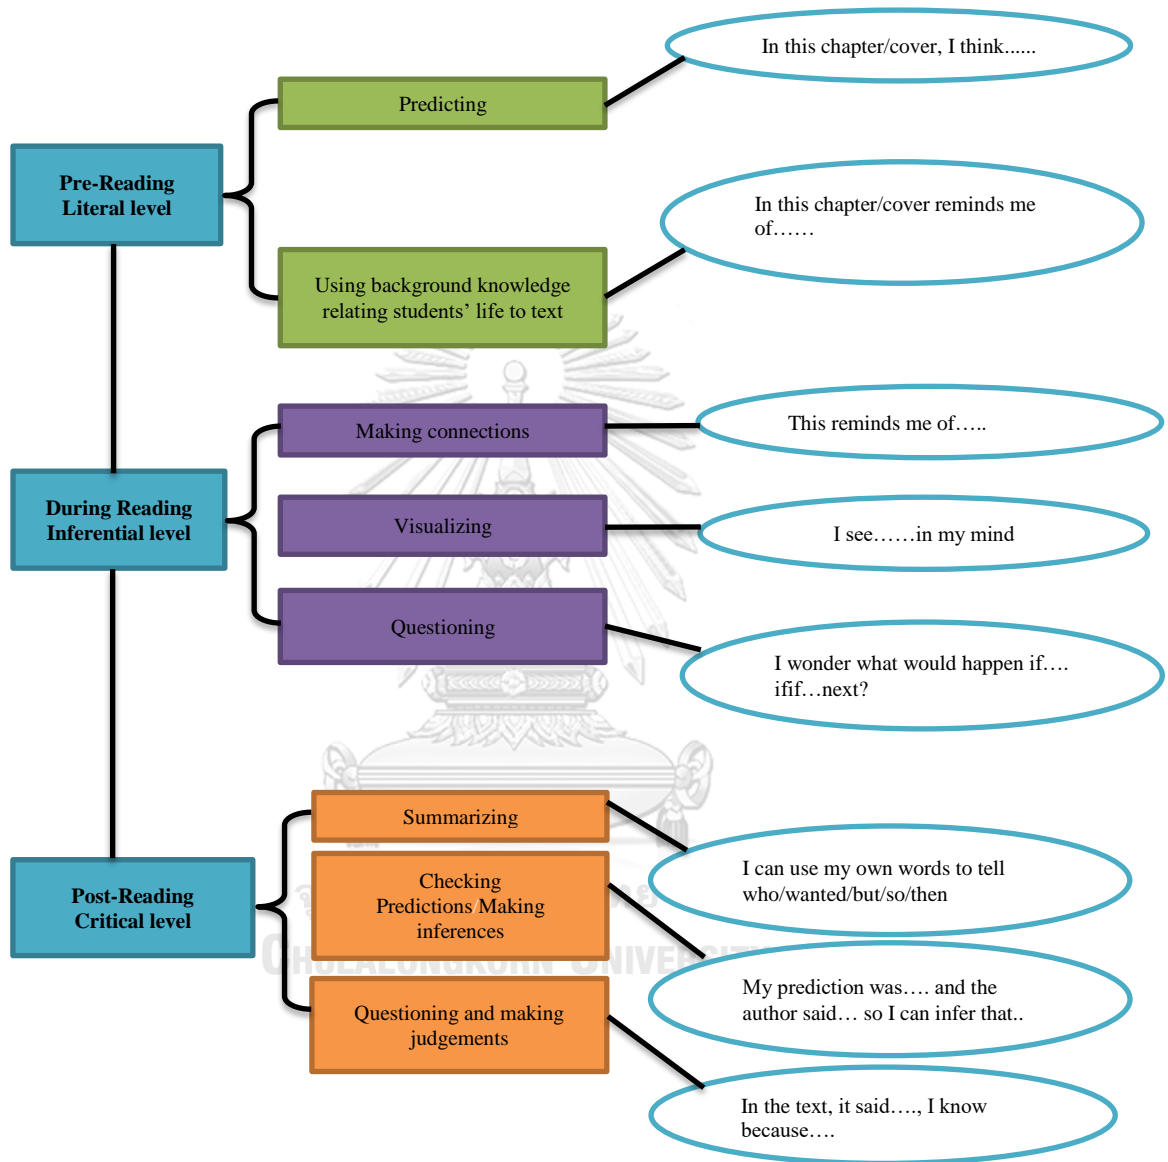 In this chapter/cover, I think......
Predicting
Pre-Reading
Literal level
In this chapter/cover reminds me
of……
Using background knowledge
relating students’ life to text
Making connections
This reminds me of…..
During Reading
Inferential level
Visualizing
I see……in my mind
Questioning
I wonder what would happen if….
ifif…next?
Summarizing
I can use my own words to tell
who/wanted/but/so/then
Post-Reading
Critical level
Checking
Predictions/Making
inferences
My prediction was…. and the
author said… so I can infer that..
Questioning and making
judgements
In the text, it said…., I know
because….
CHULALONGKORN UNIVERSITY